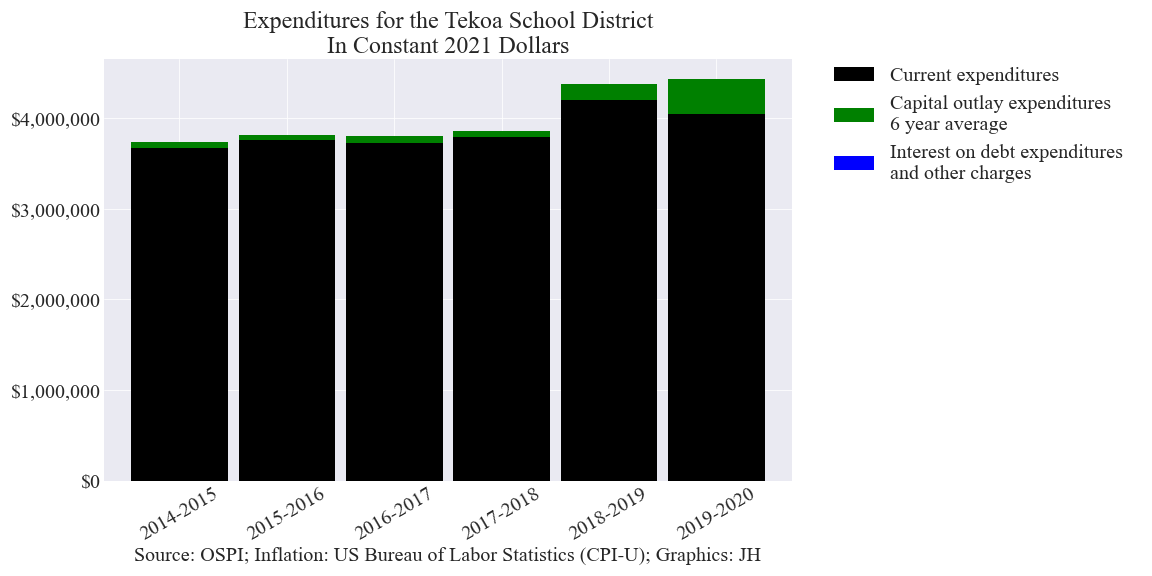 Expenditures for the Tekoa School District
In Constant 2021 Dollars
Current expenditures
Capital outlay expenditures
6 year average
Interest on debt expenditures
and other charges
$4,000,000
$3,000,000
$2,000,000
$1,000,000
$0
2014-2015
2015-2016
2016-2017
2017-2018
2018-2019
2019-2020
Source: OSPI; Inflation: US Bureau of Labor Statistics (CPI-U); Graphics: JH